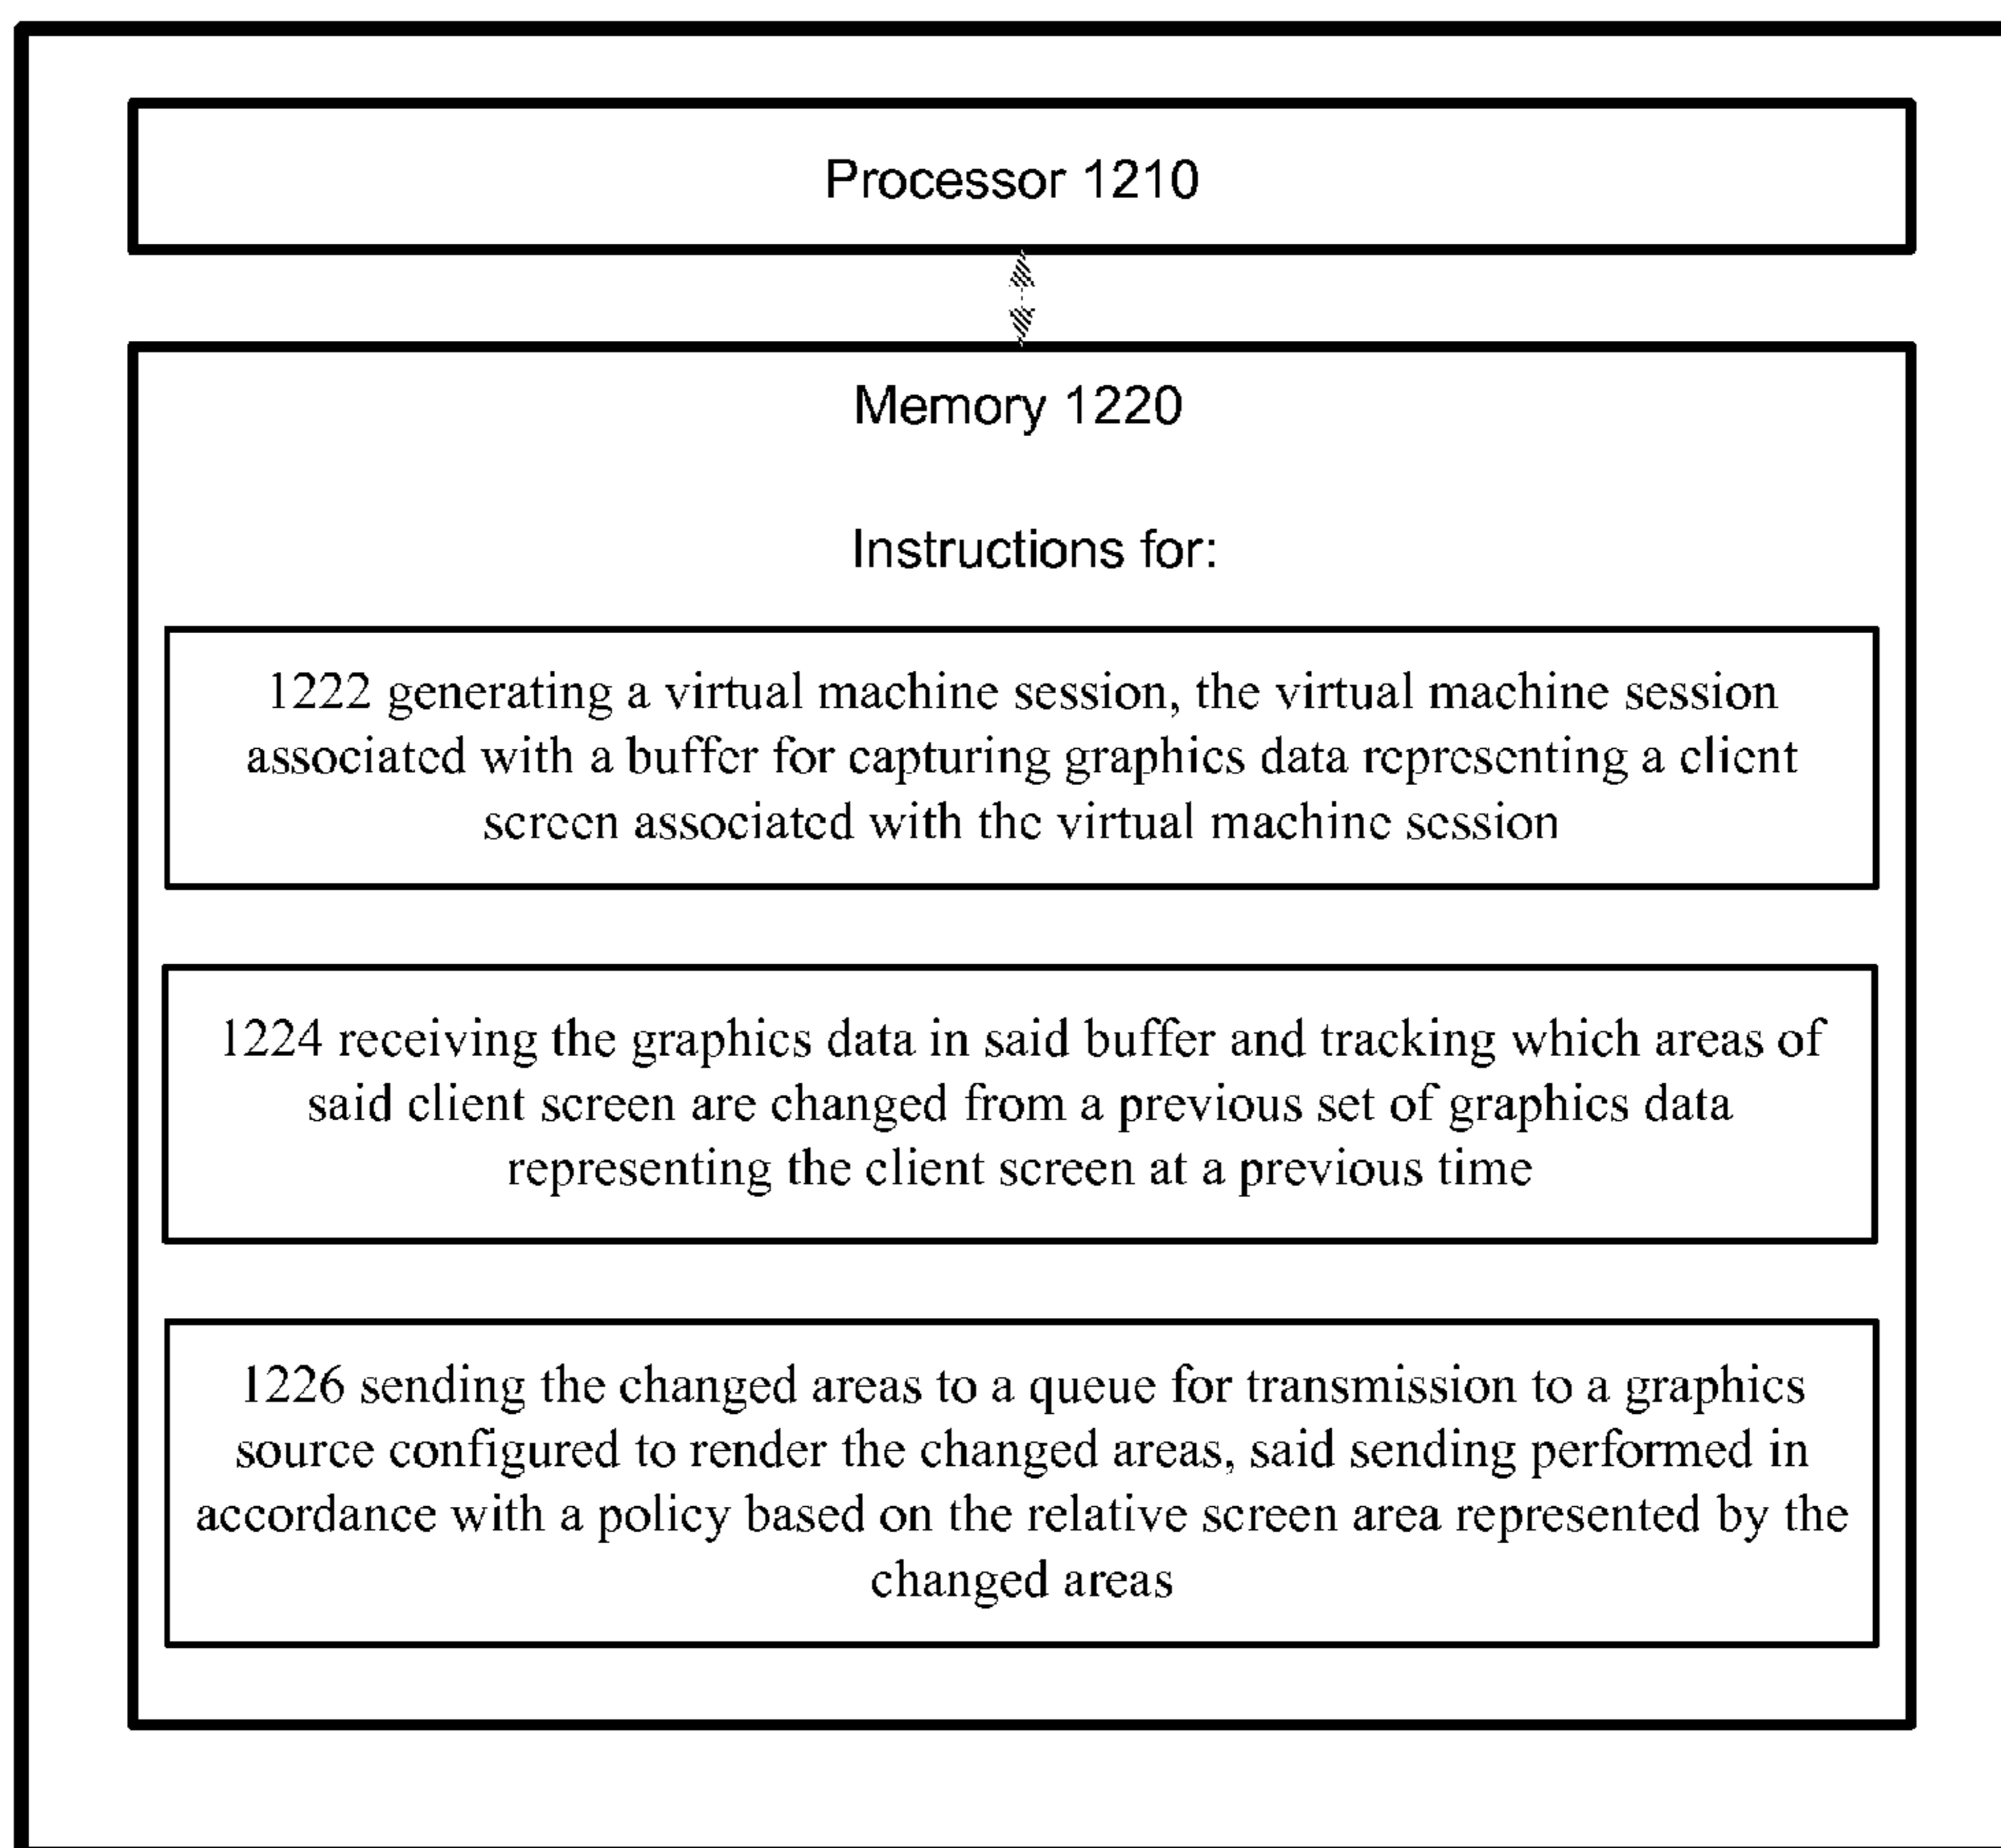 Processor 1210
Memory 1220
Instructions for:
1222 generating a virtual machine session, the virtual machine session
associated with a buffer for capturing graphics data representing a client
screen associated with the virtual machine session
1224 receiving the graphics data in said buffer and tracking which areas of
said client screen are changed from a previous set of graphics data
representing the client screen at a previous time
1226 sending the changed areas to a queue for transmission to a graphics
source configured to render the changed areas, said sending performed in
accordance with a policy based on the relative screen area represented by the
changed areas